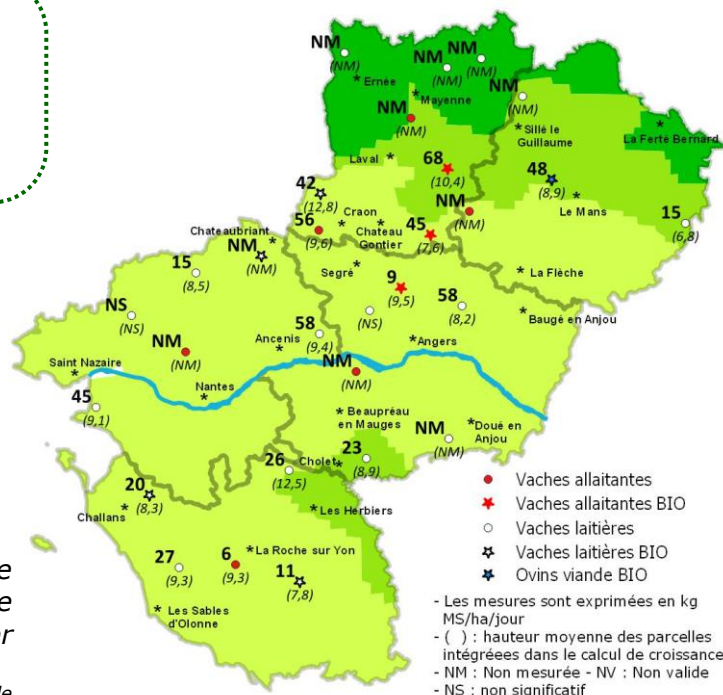 NM
(NM)
NM
(NM)
NM
(NM)
* Ernée
* Mayenne
NM
(NM)
NM
(NM)
* Sillé le
Guillaume
La Ferté Bernard
Laval *
68
(10,4)
48
(8,9)
Le Mans
42
(12,8)
56
(9,6)
Craon
Chateau
Gontier
45
(7,6)
NM
(NM)
15
(6,8)
Chateaubriant *
NM
(NM)
15
(8,5)
Segré
9
(9,5)
* La Flèche
NS
(NS)
(NS)
58
(8,2)
* Baugé en Anjou
NM
(NM)
Ancenis
58
(9,4)
* Angers
Saint Nazaire
Nantes
NM
(NM)
45
(9,1)
* Beaupréau
en Mauges
NM
(NM)
* Doué en
Anjou
Cholet *
23
(8,9)
26
(12,5)
20
(8,3)
Challans
* Les Herbiers
27
(9,3)
6
(9,3)
* La Roche sur Yon
11
(7,8)
* Les Sables
d'Olonne
Vaches allaitantes
Vaches allaitantes BIO
Vaches laitières
Vaches laitières BIO
Ovins viande BIO
- Les mesures sont exprimées en kg
MS/ha/jour
- ( ) : hauteur moyenne des parcelles
intégréees dans le calcul de croissance
- NM : Non mesurée - NV : Non valide
- NS : non significatif